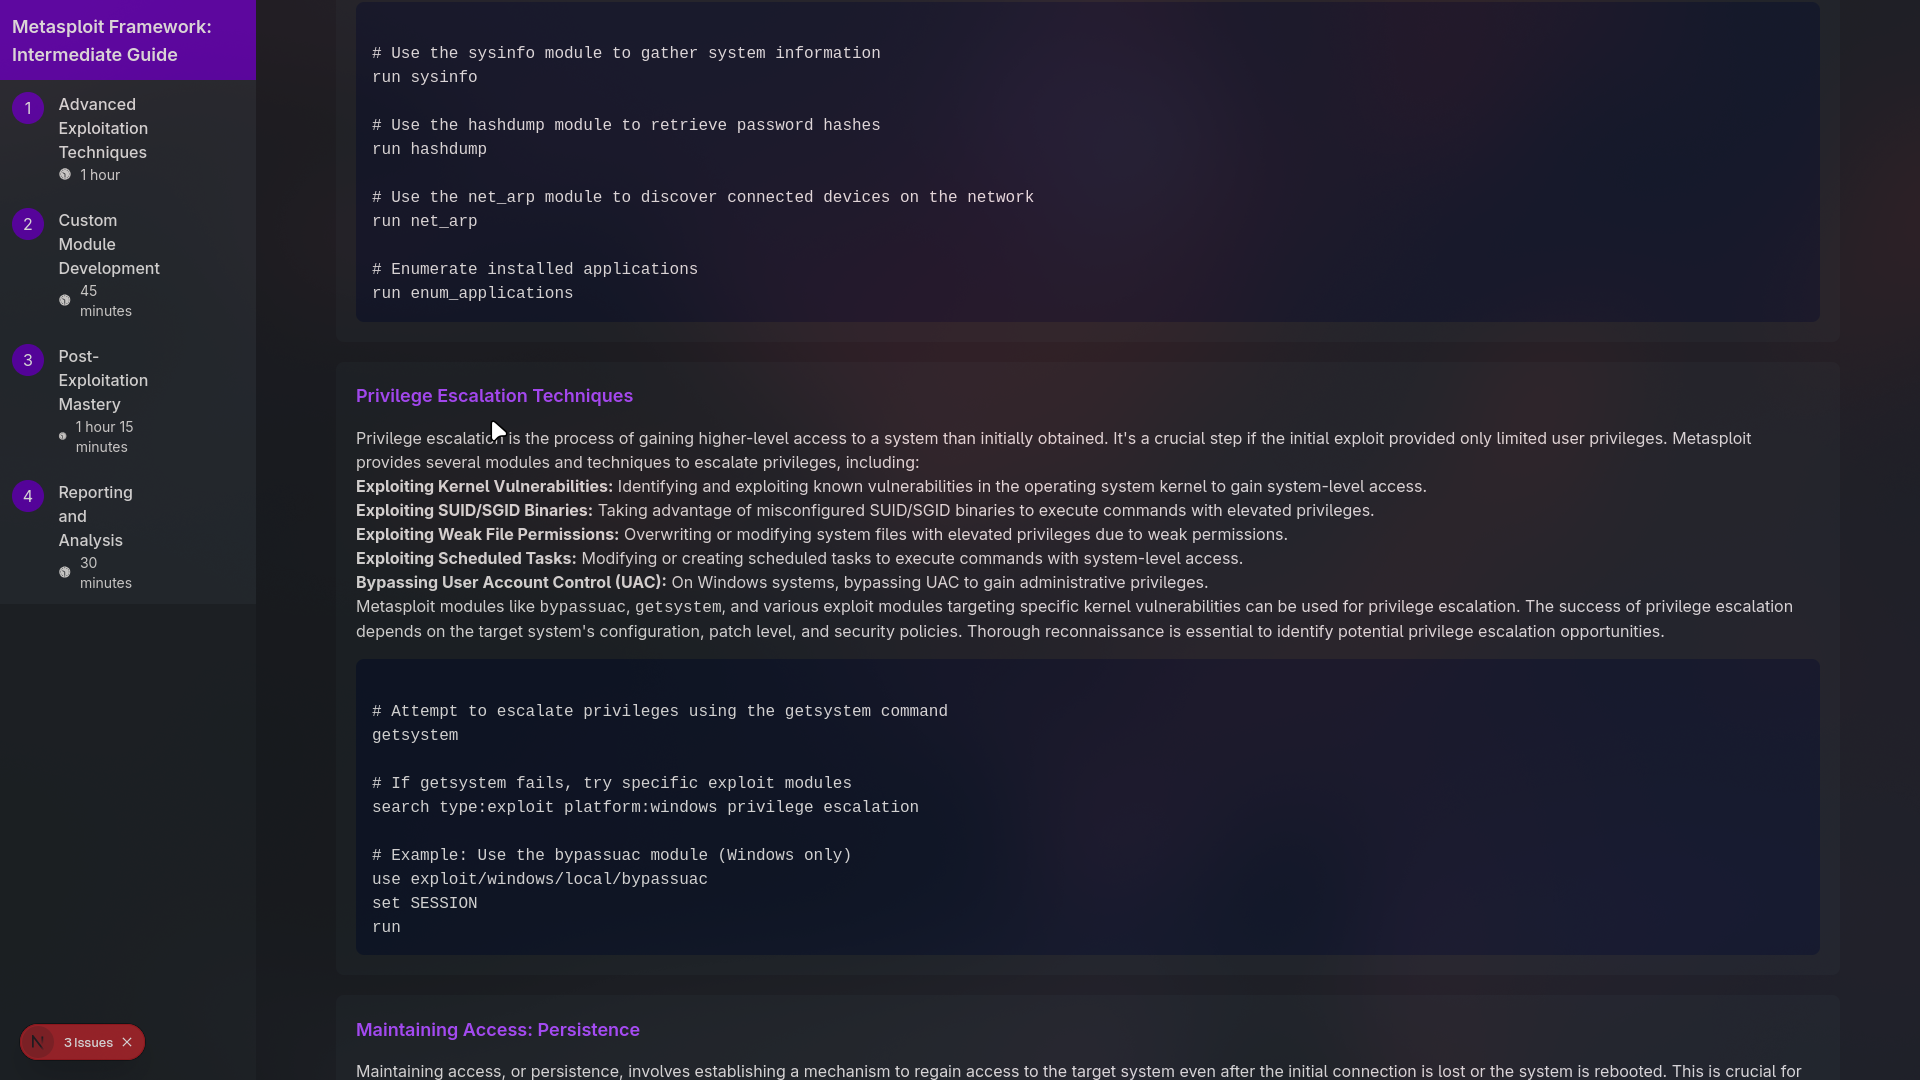 Metasploit Framework:
Intermediate Guide
1
Advanced
Exploitation
Techniques
1 hour
2
Custom
Module
Development
45
minutes
3
Post-
Exploitation
Mastery
1 hour 15
minutes
4
Reporting
and
Analysis
30
minutes
3 Issues
# Use the sysinfo module to gather system information
run sysinfo
# Use the hashdump module to retrieve password hashes
run hashdump
# Use the net_arp module to discover connected devices on the network
run net_arp
# Enumerate installed applications
run enum_applications
Privilege Escalation Techniques
Privilege escalation is the process of gaining higher-level access to a system than initially obtained. It's a crucial step if the initial exploit provided only limited user privileges. Metasploit
provides several modules and techniques to escalate privileges, including:
Exploiting Kernel Vulnerabilities: Identifying and exploiting known vulnerabilities in the operating system kernel to gain system-level access.
Exploiting SUID/SGID Binaries: Taking advantage of misconfigured SUID/SGID binaries to execute commands with elevated privileges.
Exploiting Weak File Permissions: Overwriting or modifying system files with elevated privileges due to weak permissions.
Exploiting Scheduled Tasks: Modifying or creating scheduled tasks to execute commands with system-level access.
Bypassing User Account Control (UAC): On Windows systems, bypassing UAC to gain administrative privileges.
Metasploit modules like bypassuac, getsystem, and various exploit modules targeting specific kernel vulnerabilities can be used for privilege escalation. The success of privilege escalation
depends on the target system's configuration, patch level, and security policies. Thorough reconnaissance is essential to identify potential privilege escalation opportunities.
# Attempt to escalate privileges using the getsystem command
getsystem
# If getsystem fails, try specific exploit modules
search type:exploit platform:windows privilege escalation
# Example: Use the bypassuac module (Windows only)
use exploit/windows/local/bypassuac
set SESSION
run
Maintaining Access: Persistence
Maintaining access, or persistence, involves establishing a mechanism to regain access to the target system even after the initial connection is lost or the system is rebooted. This is crucial for